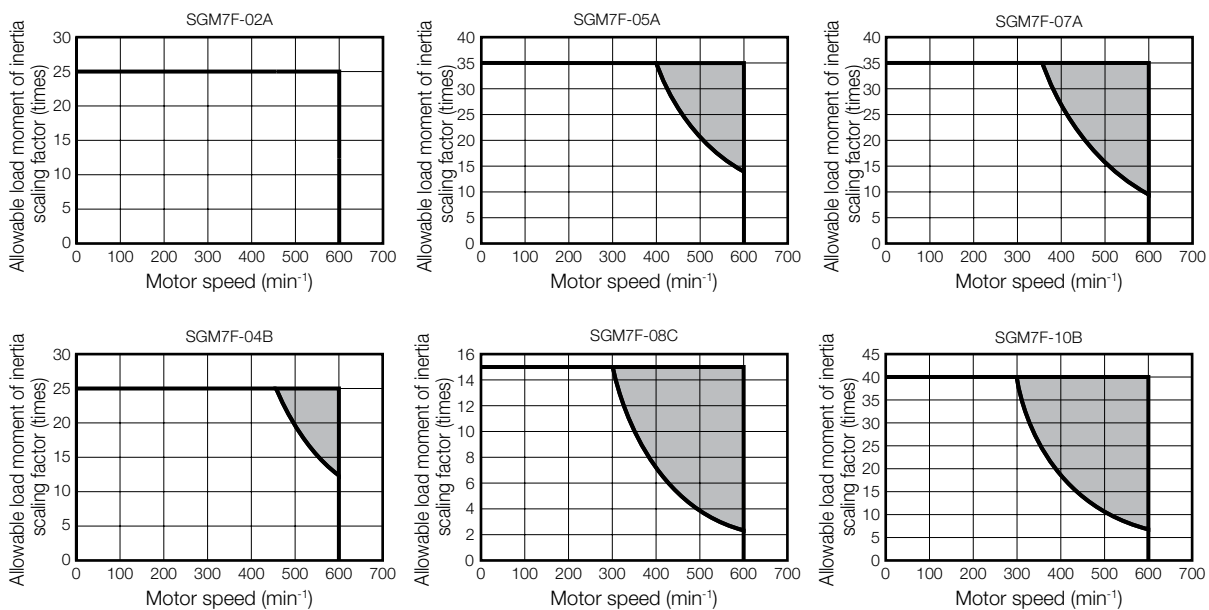 SGM7F-02A
Allowable load moment of inertia
scaling factor (times)
30
25
20
15
10
5
0
0 100 200 300 400 500 600 700
Motor speed (min-1)
SGM7F-05A
Allowable load moment of inertia
scaling factor (times)
40
35
30
25
20
15
10
5
0
0 100 200 300 400 500 600 700
Motor speed (min-1)
SGM7F-07A
Allowable load moment of inertia
scaling factor (times)
40
35
30
25
20
15
10
5
0
0 100 200 300 400 500 600 700
Motor speed (min-1)
SGM7F-04B
Allowable load moment of inertia
scaling factor (times)
30
25
20
15
10
5
0
0 100 200 300 400 500 600 700
Motor speed (min-1)
SGM7F-08C
Allowable load moment of inertia
scaling factor (times)
16
14
12
10
8
6
4
2
0
0 100 200 300 400 500 600 700
Motor speed (min-1)
SGM7F-10B
Allowable load moment of inertia
scaling factor (times)
45
40
35
30
25
20
15
10
5
0
0 100 200 300 400 500 600 700
Motor speed (min-1)